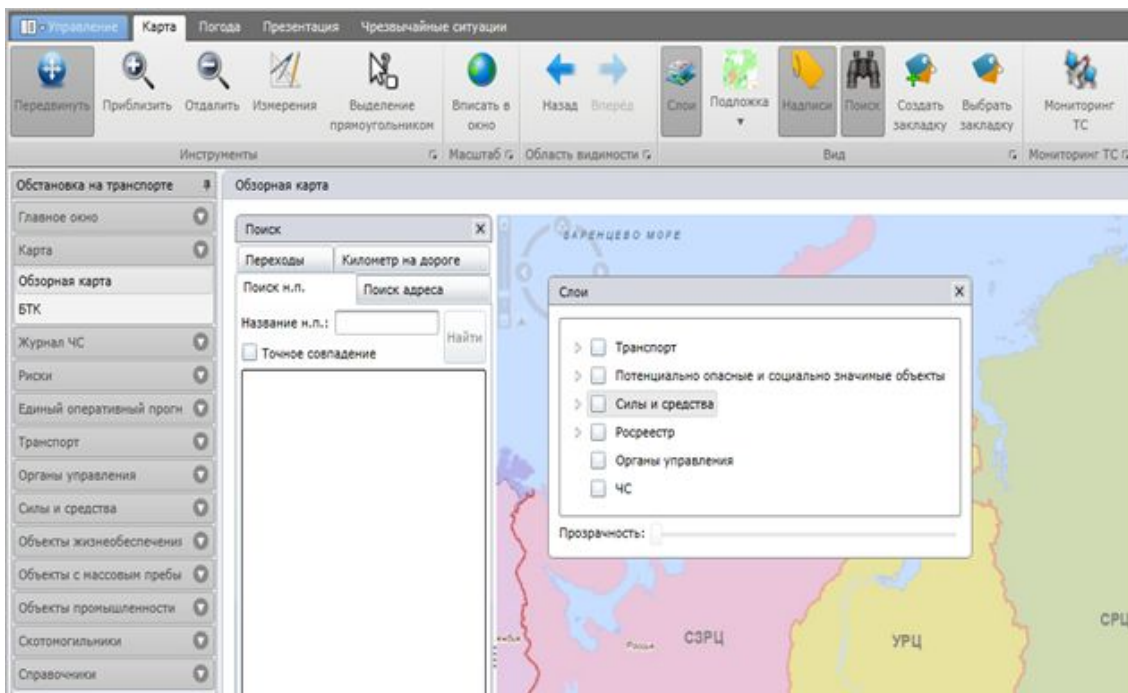 Управление Карта Погода Презентация Чрезвычайные ситуации
Передвинуть Приблизить Отдалить Измерения Выделение прямоугольником Вписать в окно Назад Вперёд Слои Подложка Надписи Поиск Создать закладку Выбрать закладку Мониторинг ТС
Инструменты Масштаб Область видимости Вид Мониторинг ТС
Обстановка на транспорте
Обзорная карта
Главное окно
Карта
Обзорная карта
БТК
Журнал ЧС
Риски
Единый оперативный прогн
Транспорт
Органы управления
Силы и средства
Объекты жизнеобеспечения
Объекты с массовым пребы
Объекты промышленности
Скотомогильники
Справочники
Поиск
Переходы Километр на дороге
Поиск н.п. Поиск адреса
Название н.п.: Найти
Точное совпадение
БАРЕНЦЕВО МОРЕ
Слои
Транспорт
Потенциально опасные и социально значимые объекты
Силы и средства
Росреестр
Органы управления
ЧС
Прозрачность:
СЗРЦ
УРЦ
СРЦ